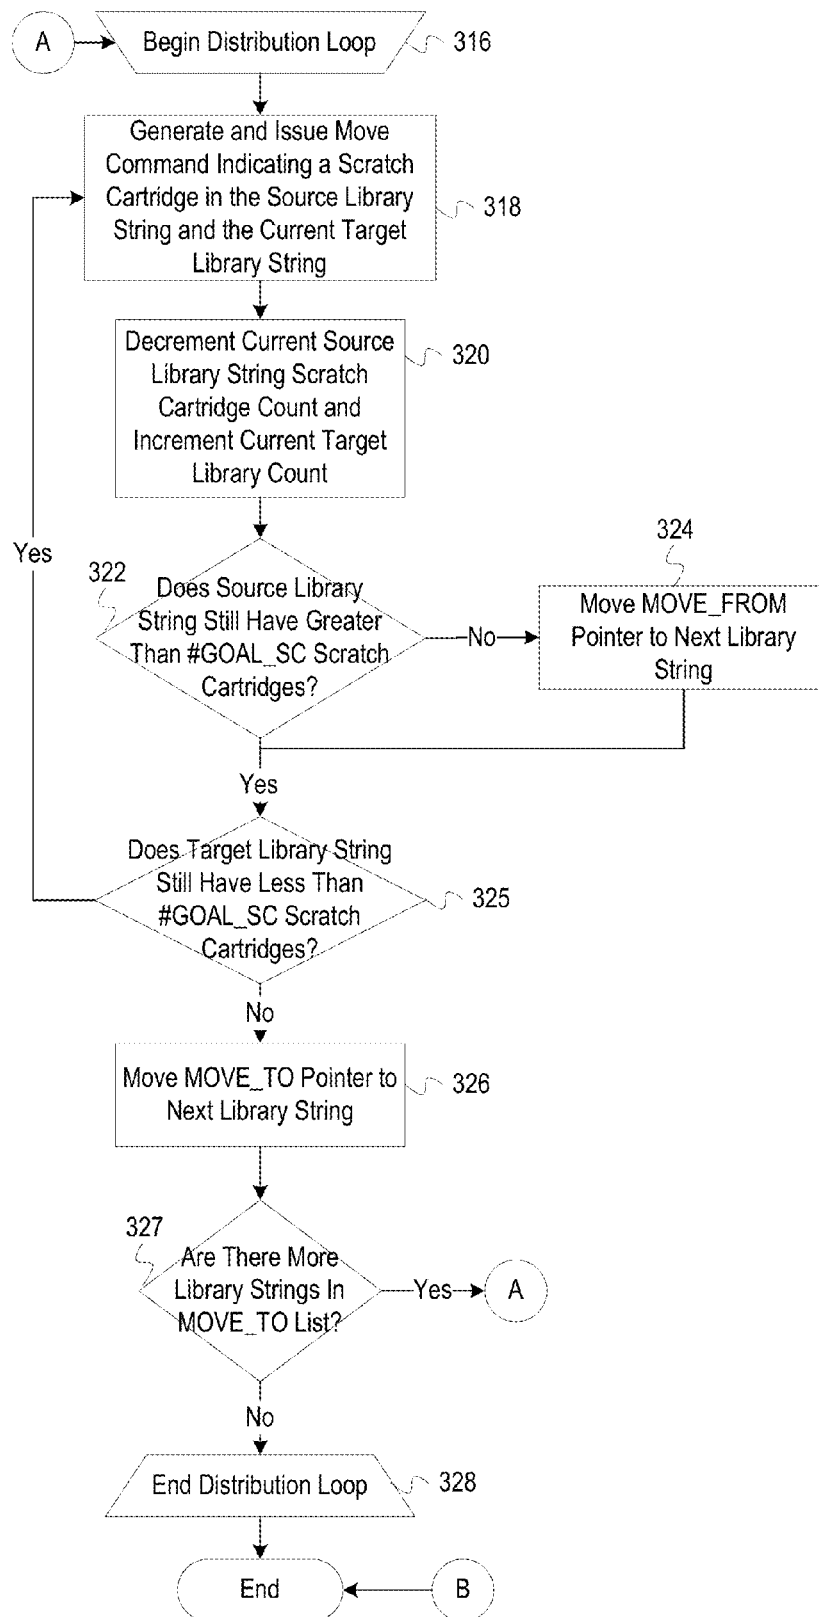 A
Begin Distribution Loop
316
Generate and Issue Move
Command Indicating a Scratch
Cartridge in the Source Library
String and the Current Target
Library String
318
Decrement Current Source
Library String Scratch
Cartridge Count and
Increment Current Target
Library Count
320
Yes
322
Does Source Library
String Still Have Greater
Than #GOAL_SC Scratch
Cartridges?
No
324
Move MOVE_FROM
Pointer to Next Library
String
Yes
Does Target Library String
Still Have Less Than
#GOAL_SC Scratch
Cartridges?
325
No
Move MOVE_TO Pointer to
Next Library String
326
327
Are There More
Library Strings In
MOVE_TO List?
Yes
A
No
End Distribution Loop
328
End
B